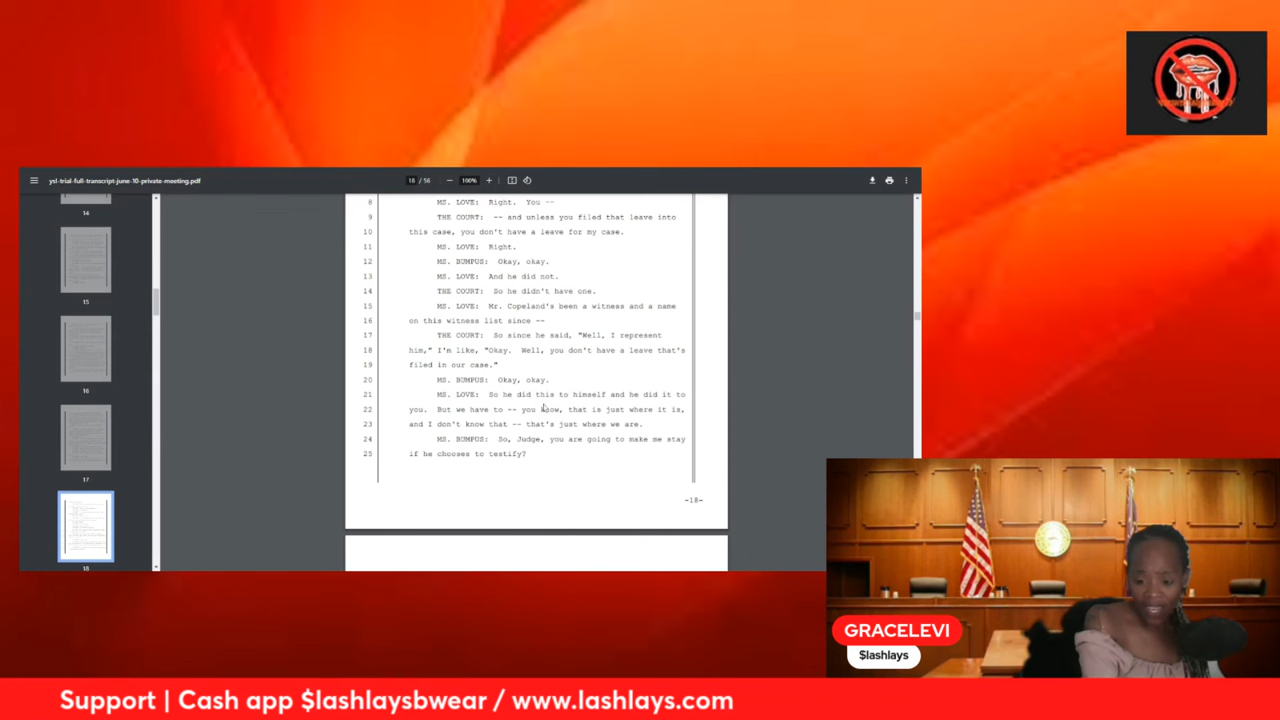 ysl-trial-full-transcript-june-10-private-meeting.pdf
18 / 56
100%
14
15
16
17
18
8 MS. LOVE: Right. You --
9 THE COURT: -- and unless you filed that leave into
10 this case, you don't have a leave for my case.
11 MS. LOVE: Right.
12 MS. BUMPUS: Okay, okay.
13 MS. LOVE: And he did not.
14 THE COURT: So he didn't have one.
15 MS. LOVE: Mr. Copeland's been a witness and a name
16 on this witness list since --
17 THE COURT: So since he said, "Well, I represent
18 him," I'm like, "Okay. Well, you don't have a leave that's
19 filed in our case."
20 MS. BUMPUS: Okay, okay.
21 MS. LOVE: So he did this to himself and he did it to
22 you. But we have to -- you know, that is just where it is,
23 and I don't know that -- that's just where we are.
24 MS. BUMPUS: So, Judge, you are going to make me stay
25 if he chooses to testify?
-18-
GRACELEVI
$lashlays
Support | Cash app $lashlaysbwear / www.lashlays.com